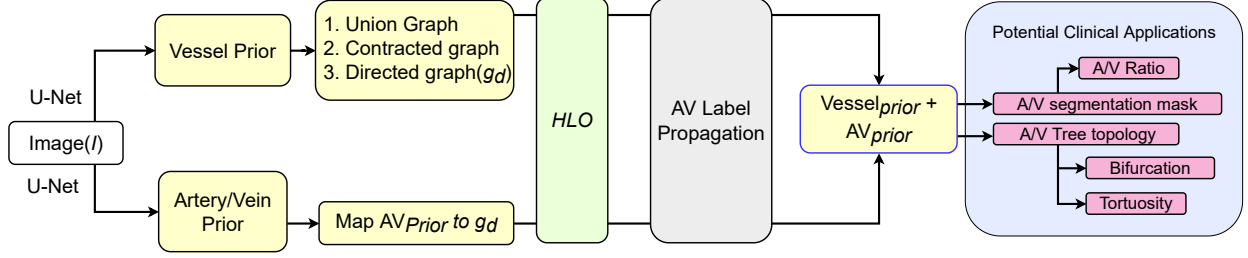 U-Net
Image(I)
U-Net
Vessel Prior
1. Union Graph
2. Contracted graph
3. Directed graph(gd)
Artery/Vein
Prior
Map AVPrior to gd
HLO
AV Label
Propagation
Vesselprior +
AVprior
Potential Clinical Applications
A/V Ratio
A/V segmentation mask
A/V Tree topology
Bifurcation
Tortuosity